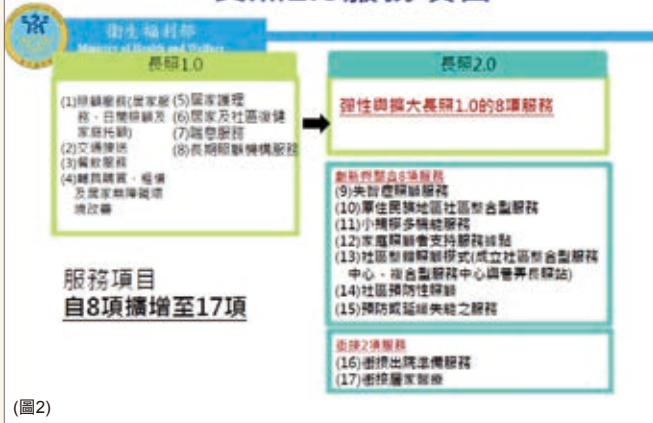 衛生福利部
Ministry of Health and Welfare
長照1.0
(1)照顧服務(居家服
務、日間照顧及
家庭托顧)
(2)交通接送
(3)餐飲服務
(4)輔具購買、租借
及居家無障礙環
境改善
(5)居家護理
(6)居家及社區復健
(7)喘息服務
(8)長期照顧機構服務
長照2.0
彈性與擴大長照1.0的8項服務
創新與整合8項服務
(9)失智症照顧服務
(10)原住民族地區社區整合型服務
(11)小規模多機能服務
(12)家庭照顧者支持服務據點
(13)社區整體照顧模式(成立社區整合型服務
中心、複合型服務中心與巷弄長照站)
(14)社區預防性照顧
(15)預防或延緩失能之服務
銜接2項服務
(16)銜接出院準備服務
(17)銜接居家醫療
服務項目
自8項擴增至17項
(圖2)